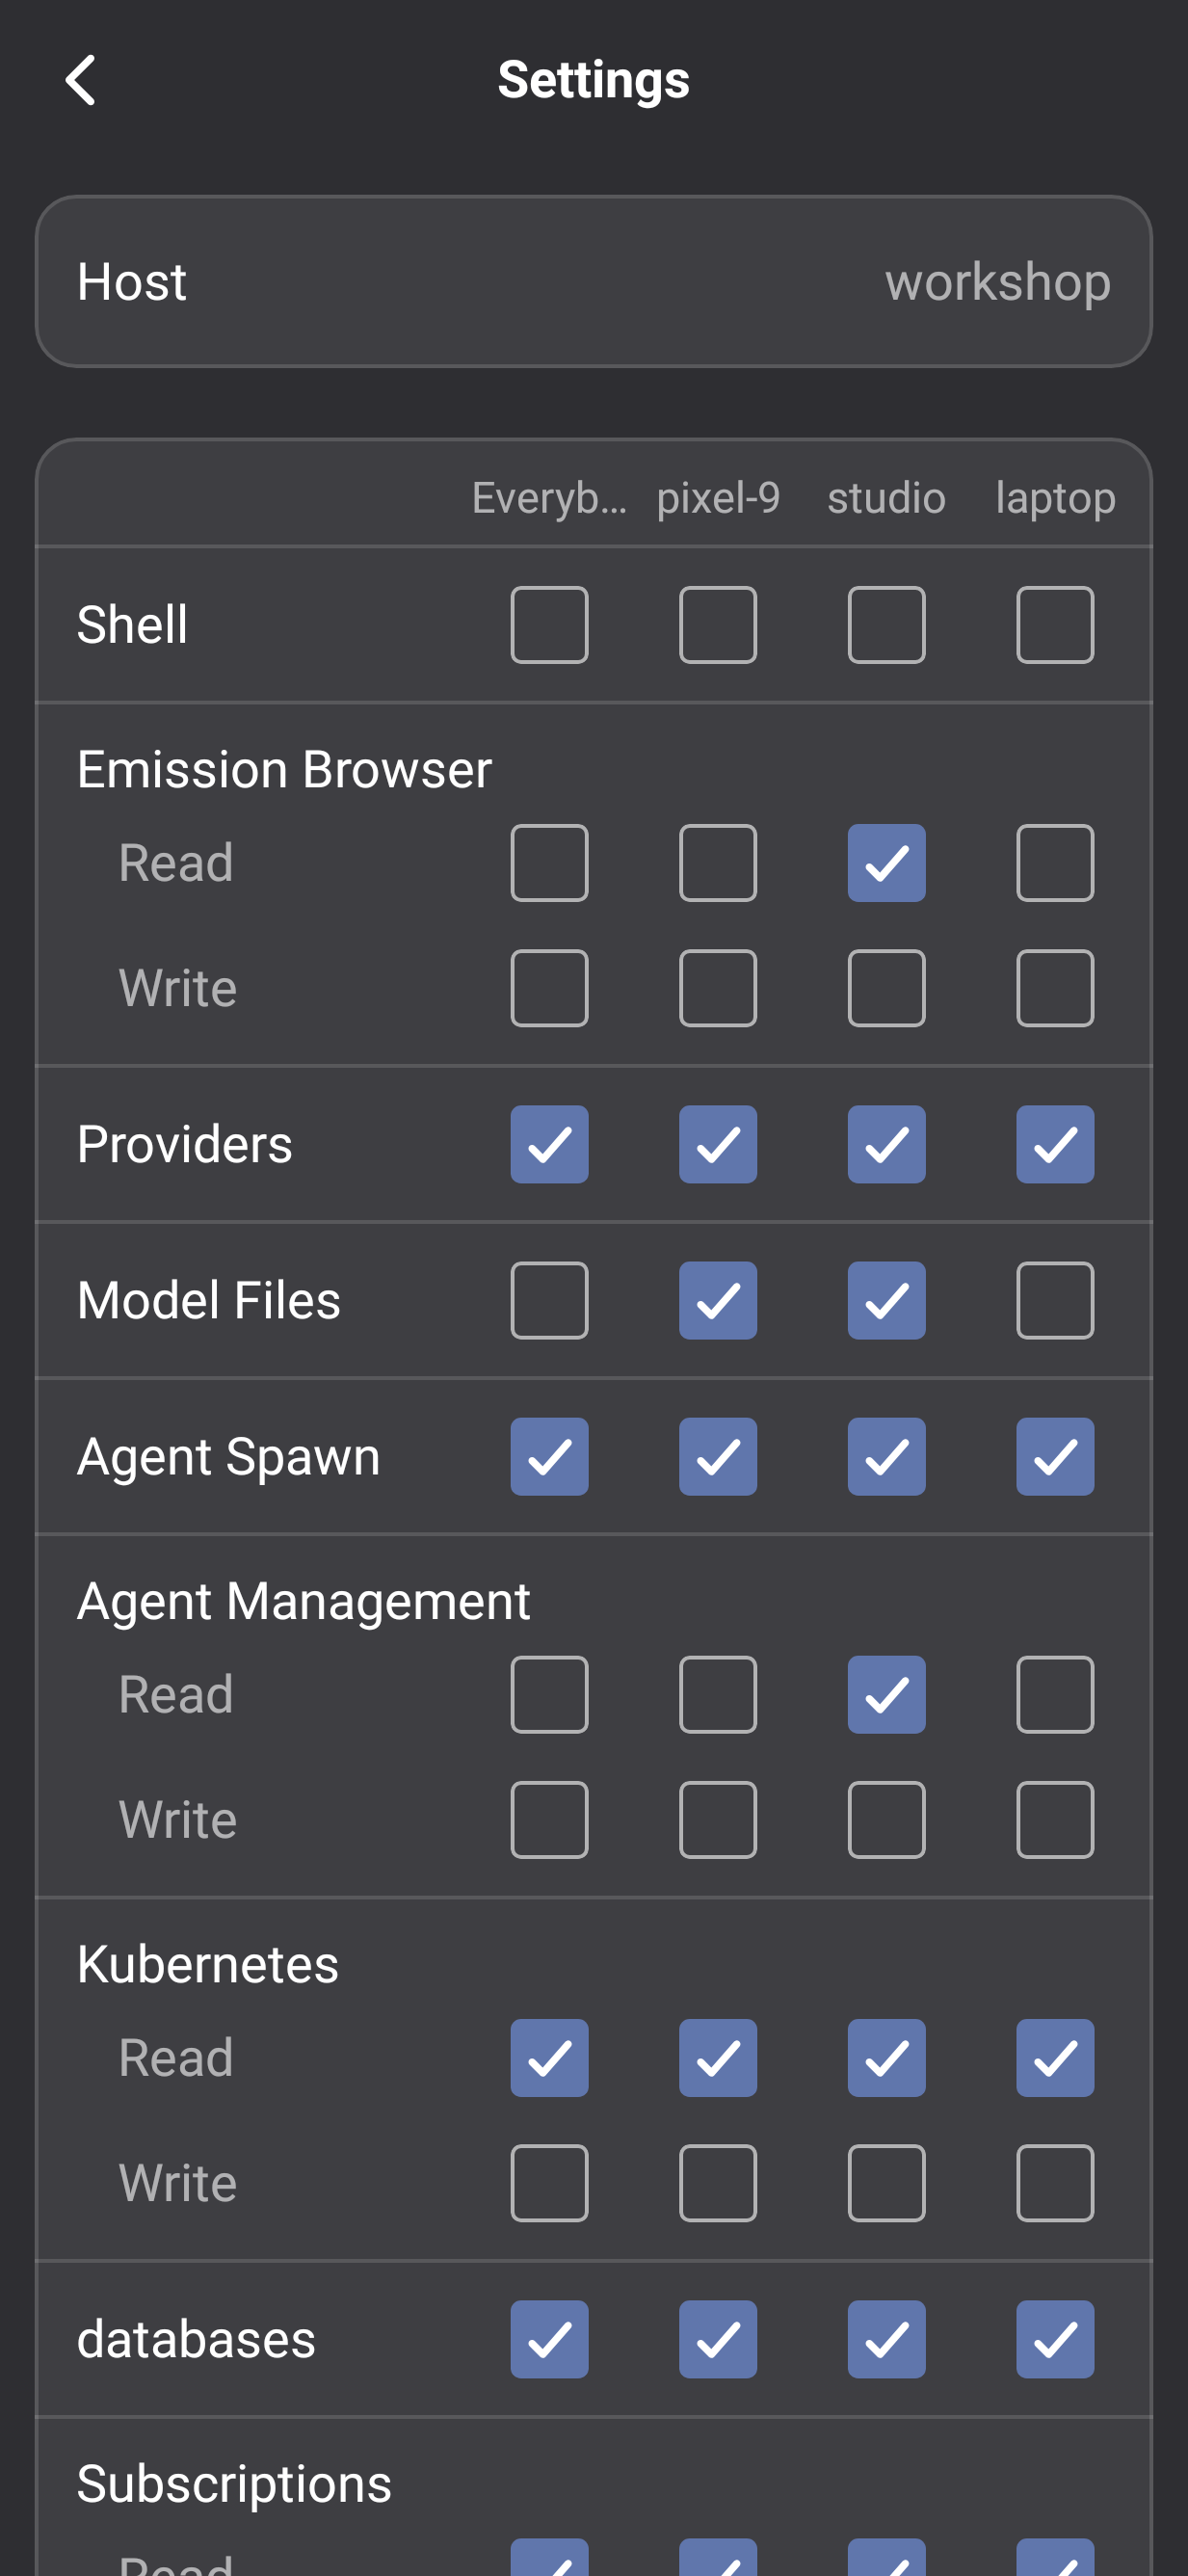 Settings
Host workshop
Everyb... pixel-9 studio laptop
Shell
Emission Browser
Read
Write
Providers
Model Files
Agent Spawn
Agent Management
Read
Write
Kubernetes
Read
Write
databases
Subscriptions
Read